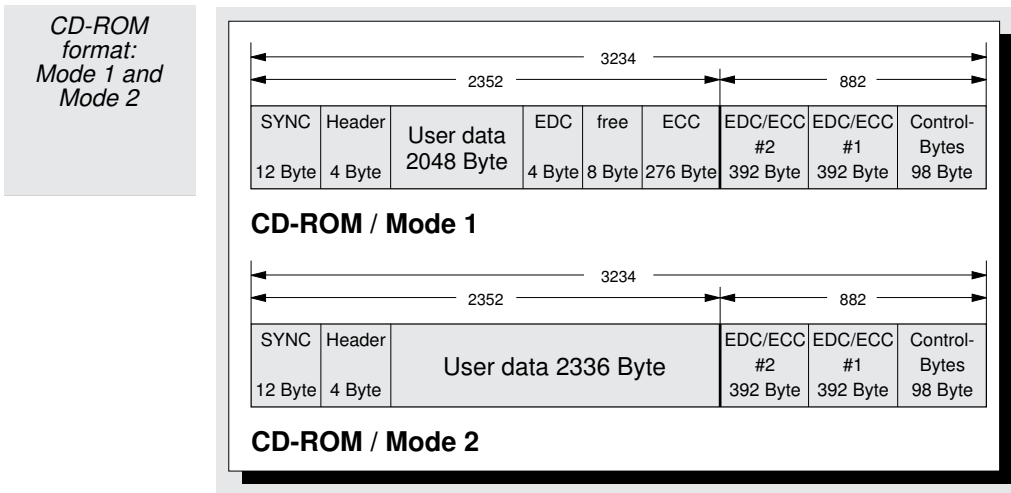 CD-ROM
format:
Mode 1 and
Mode 2
3234
2352 882
SYNC Header User data EDC free ECC EDC/ECC EDC/ECC Control-
2048 Byte #2 #1 Bytes
12 Byte 4 Byte 4 Byte 8 Byte 276 Byte 392 Byte 392 Byte 98 Byte
CD-ROM / Mode 1
3234
2352 882
SYNC Header EDC/ECC EDC/ECC Control-
User data 2336 Byte #2 #1 Bytes
12 Byte 4 Byte 392 Byte 392 Byte 98 Byte
CD-ROM / Mode 2